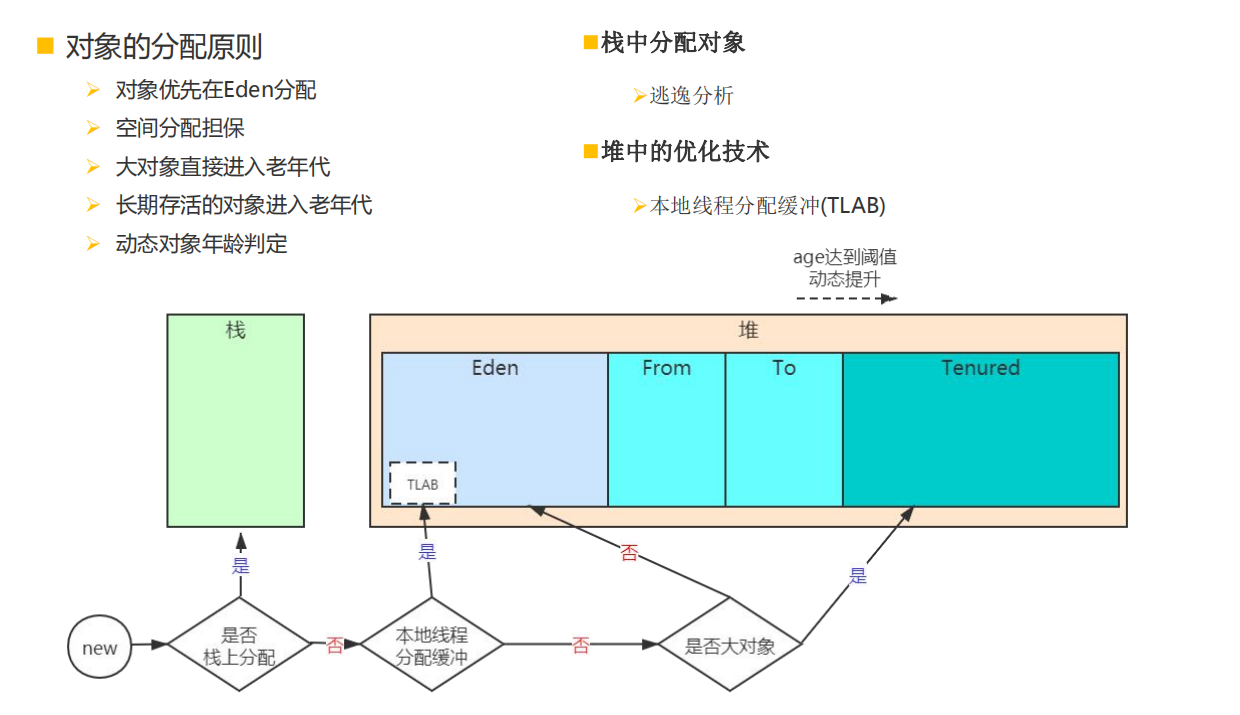 对象的分配原则
对象优先在Eden分配
空间分配担保
大对象直接进入老年代
长期存活的对象进入老年代
动态对象年龄判定
栈中分配对象
逃逸分析
堆中的优化技术
本地线程分配缓冲(TLAB)
age达到阈值
动态提升
栈
堆
Eden
From
To
Tenured
TLAB
是
是
否
是
new
是否
栈上分配
否
本地线程
分配缓冲
否
是否大对象